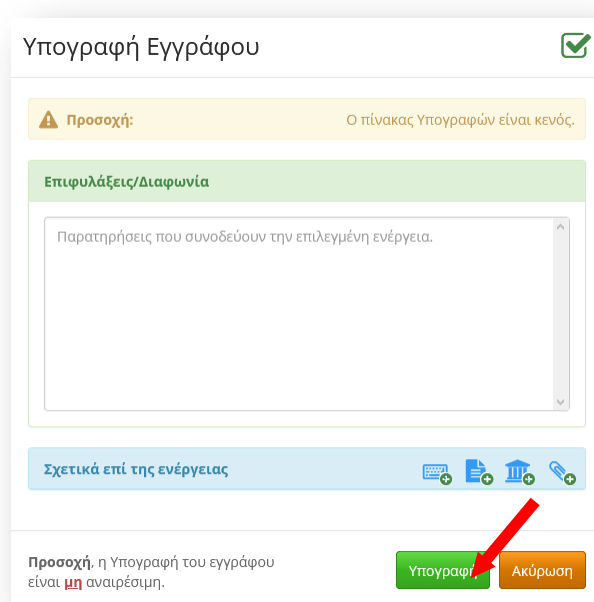 Υπογραφή Εγγράφου
Προσοχή: Ο πίνακας Υπογραφών είναι κενός.
Επιφυλάξεις/Διαφωνία
Παρατηρήσεις που συνοδεύουν την επιλεγμένη ενέργεια.
Σχετικά επί της ενέργειας
Προσοχή, η Υπογραφή του εγγράφου
είναι μη αναιρέσιμη.
Υπογραφή Ακύρωση